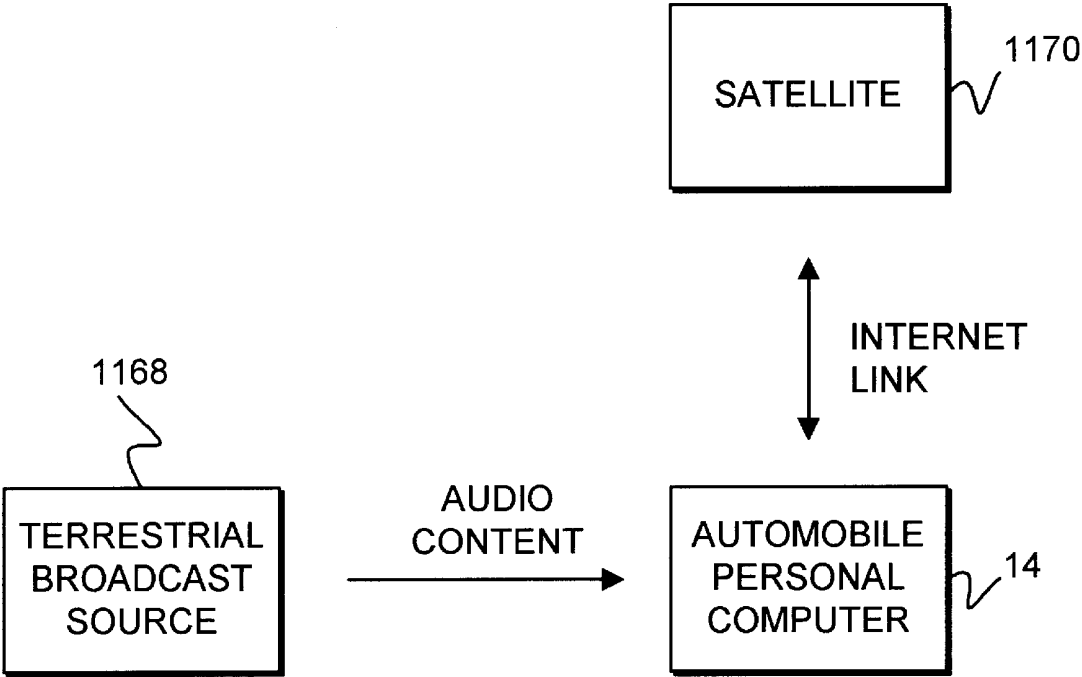 1170
SATELLITE
INTERNET
LINK
1168
TERRESTRIAL
BROADCAST
SOURCE
AUDIO
CONTENT
AUTOMOBILE
PERSONAL
COMPUTER
14